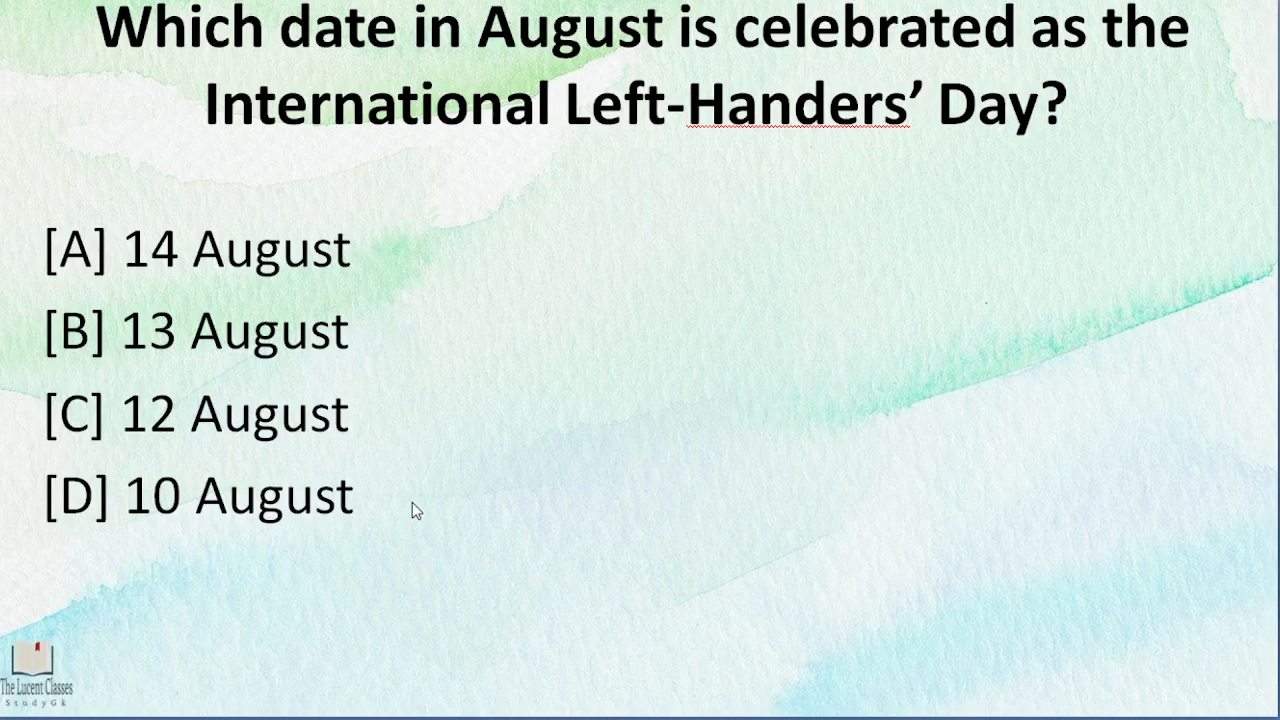 Which date in August is celebrated as the
International Left-Handers’ Day?
[A] 14 August
[B] 13 August
[C] 12 August
[D] 10 August
The Lucent Classes
StudyGk